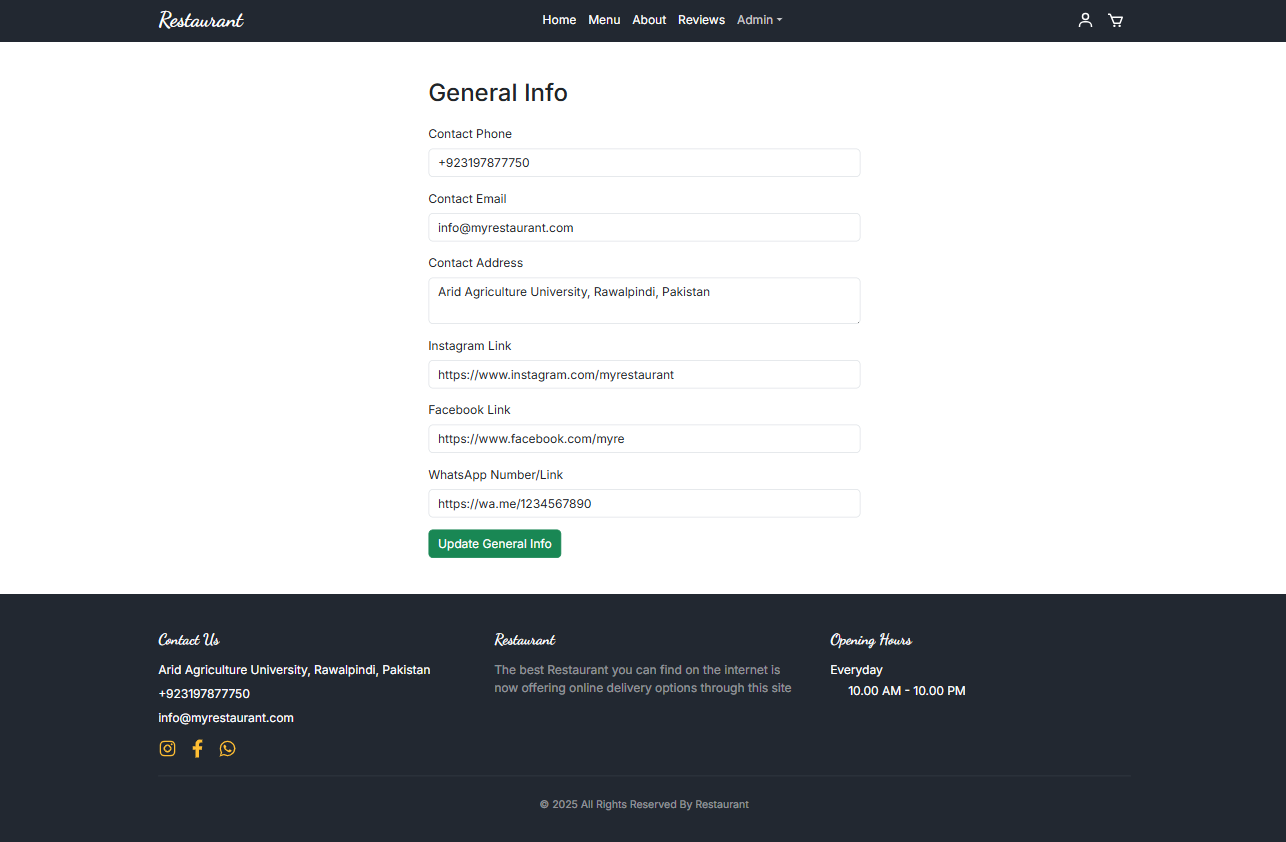 Restaurant
Home Menu About Reviews Admin
General Info
Contact Phone
+923197877750
Contact Email
info@myrestaurant.com
Contact Address
Arid Agriculture University, Rawalpindi, Pakistan
Instagram Link
https://www.instagram.com/myrestaurant
Facebook Link
https://www.facebook.com/myre
WhatsApp Number/Link
https://wa.me/1234567890
Update General Info
Contact Us
Arid Agriculture University, Rawalpindi, Pakistan
+923197877750
info@myrestaurant.com
Restaurant
The best Restaurant you can find on the internet is
now offering online delivery options through this site
Opening Hours
Everyday
10.00 AM - 10.00 PM
© 2025 All Rights Reserved By Restaurant